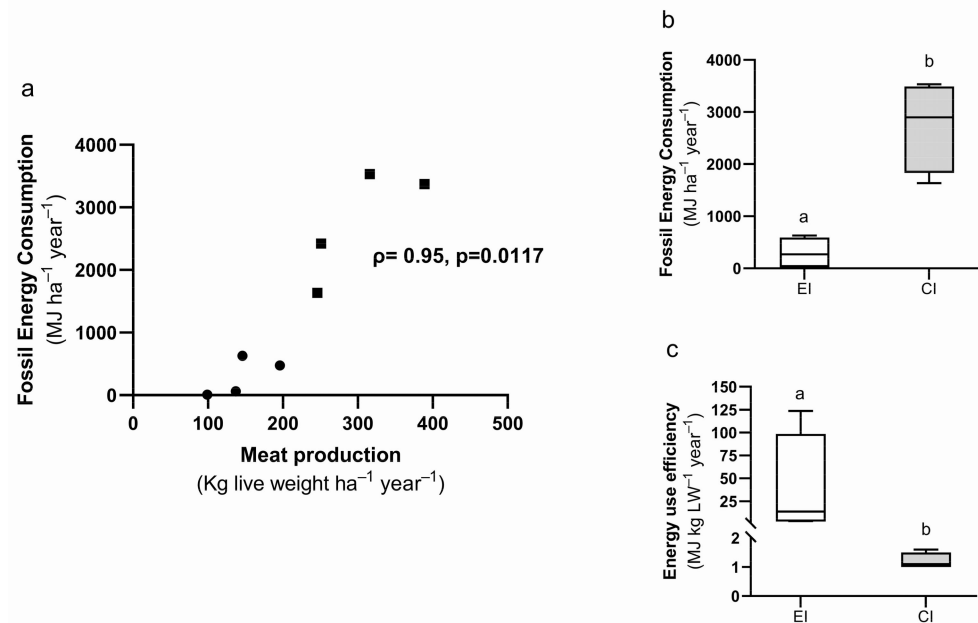 a
Fossil Energy Consumption
(MJ ha⁻¹ year⁻¹)
4000
3000
2000
1000
0
ρ= 0.95, p=0.0117
0 100 200 300 400 500
Meat production
(Kg live weight ha⁻¹ year⁻¹)
b
Fossil Energy Consumption
(MJ ha⁻¹ year⁻¹)
4000
3000
2000
1000
0
a
b
EI CI
c
Energy use efficiency
(MJ kg LW⁻¹ year⁻¹)
150
125
100
75
50
25
2
1
0
a
b
EI CI